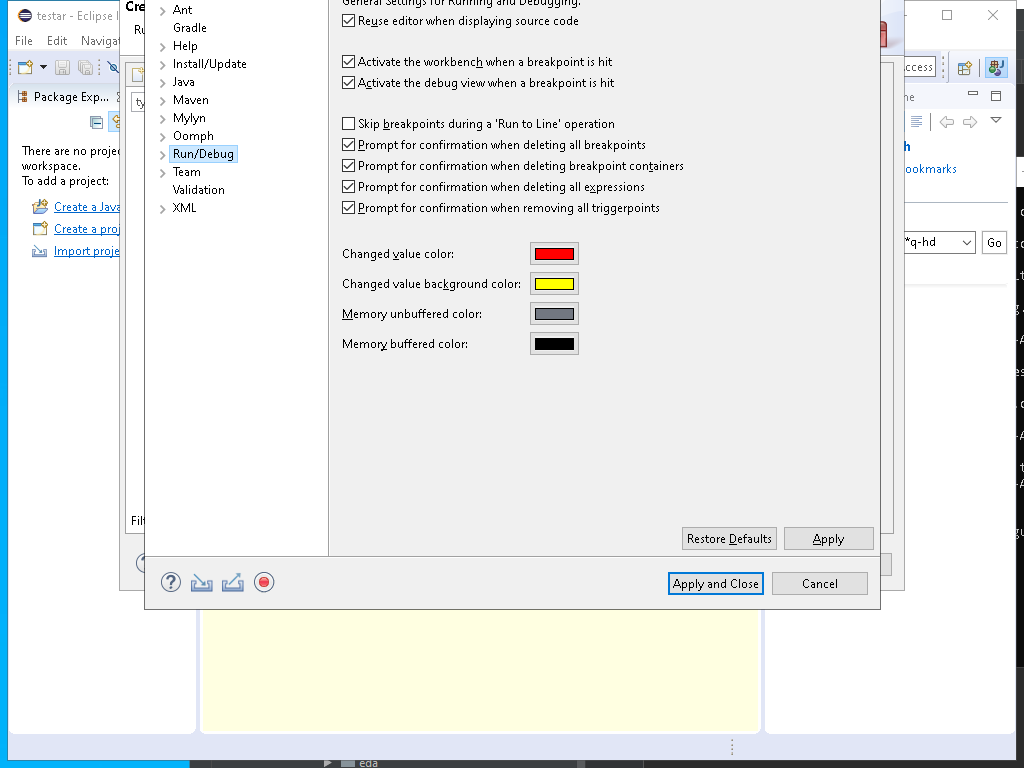 testar - Eclipse I
File Edit Navigat
Package Exp...
There are no proje
workspace.
To add a project:
Create a Java
Create a proj
Import proje
Cre
Ru
ty
Filt
Ant
Gradle
Help
Install/Update
Java
Maven
Mylyn
Oomph
Run/Debug
Team
Validation
XML
General Settings for Running and Debugging.
Reuse editor when displaying source code
Activate the workbench when a breakpoint is hit
Activate the debug view when a breakpoint is hit
Skip breakpoints during a 'Run to Line' operation
Prompt for confirmation when deleting all breakpoints
Prompt for confirmation when deleting breakpoint containers
Prompt for confirmation when deleting all expressions
Prompt for confirmation when removing all triggerpoints
Changed value color:
Changed value background color:
Memory unbuffered color:
Memory buffered color:
Restore Defaults Apply
Apply and Close Cancel
ccess
ne
h
ookmarks
*q-hd Go
eda